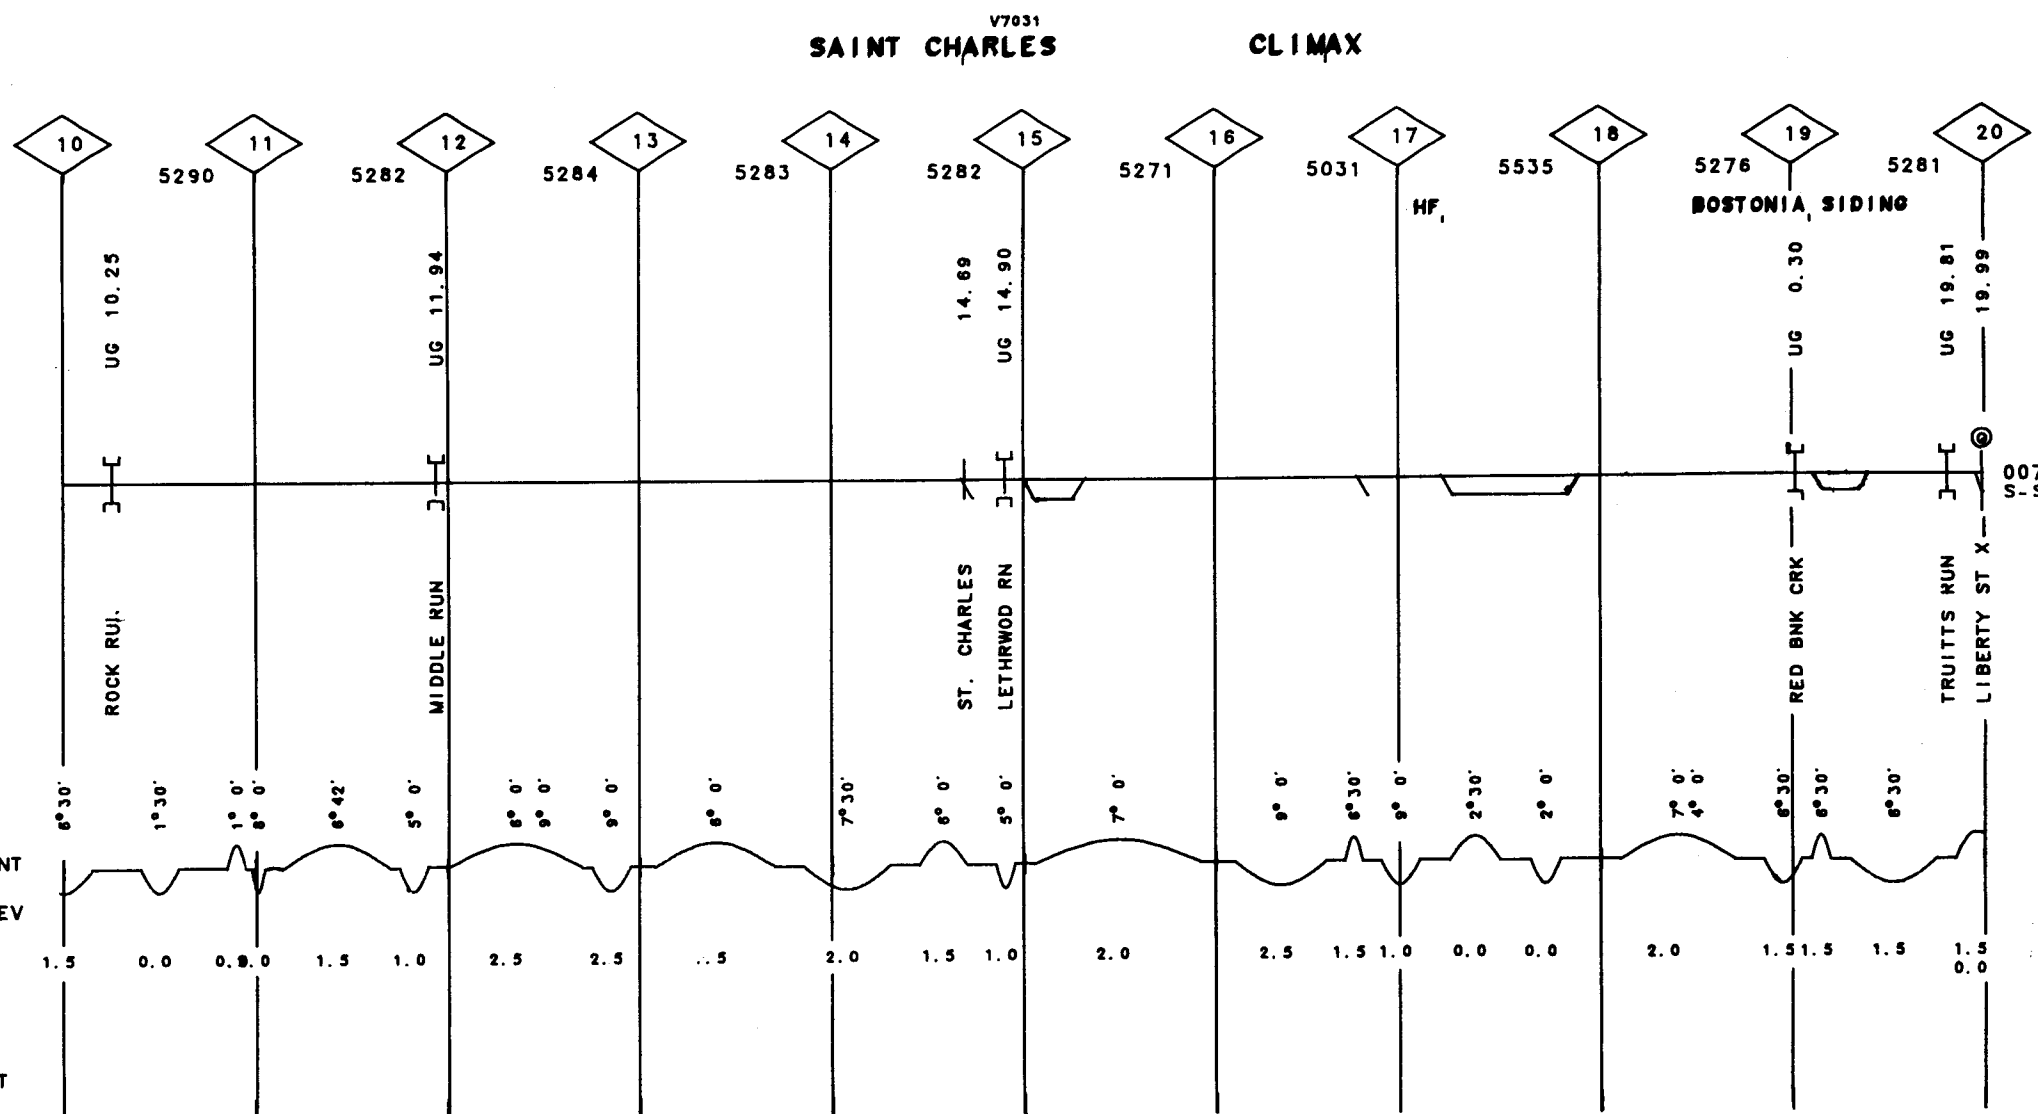 V7031
SAINT CHARLES CLIMAX
10 11 12 13 14 15 16 17 18 19 20
5290 5282 5284 5283 5282 5271 5031 5535 5276 5281
HF, BOSTONIA, SIDING
UG 10.25
UG 11.94
14.69
UG 14.90
UG 0.30
UG 19.81
19.99
007
S-S
ROCK RUI.
MIDDLE RUN
ST. CHARLES
LETHRWOD RN
RED BNK CRK
TRUITTS RUN
LIBERTY ST X
6°30' 1°30' 1° 0' 8° 0' 6°42' 5° 0' 6° 0' 9° 0' 9° 0' 6° 0' 7°30' 6° 0' 5° 0' 7° 0' 9° 0' 6°30' 9° 0' 2°30' 2° 0' 7° 0' 4° 0' 6°30' 6°30' 6°30'
NT
EV
1.5 0.0 1.5 1.0 2.5 2.5 .5 2.0 1.5 1.0 2.0 2.5 1.5 1.0 0.0 0.0 2.0 1.5 1.5 1.5 1.5
0.0
T